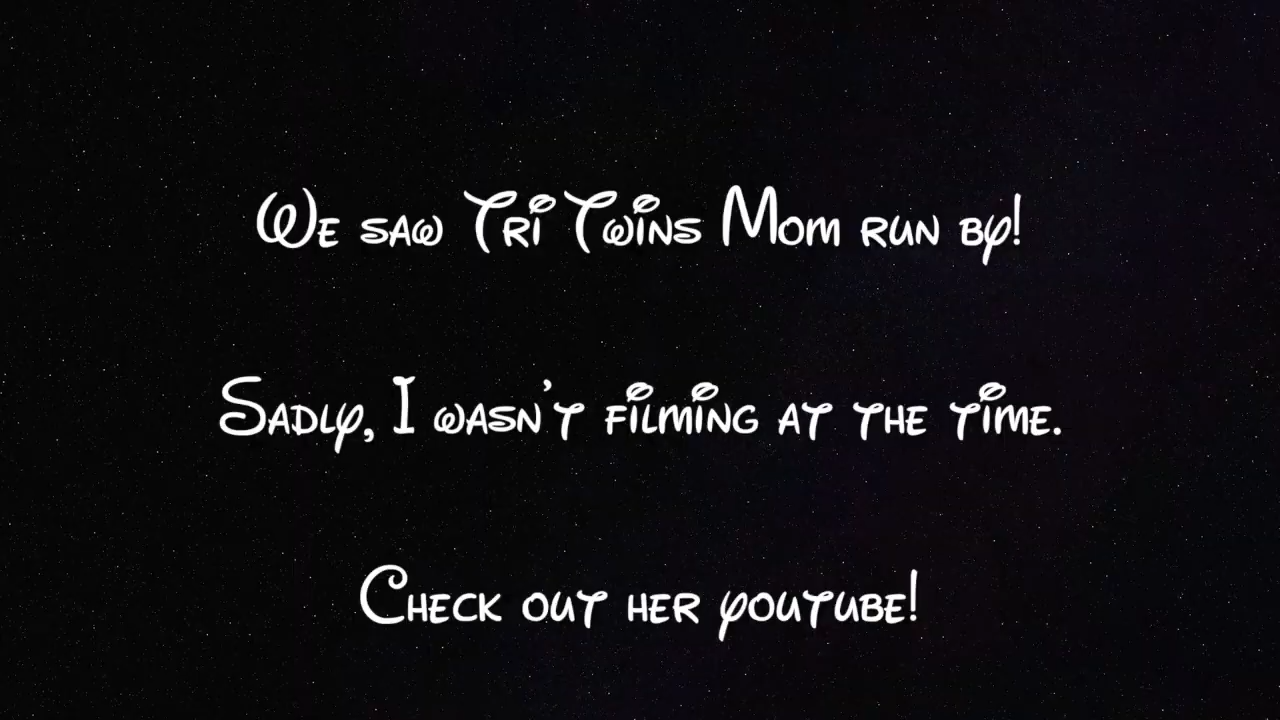 We saw Tri Twins Mom run by!
Sadly, I wasn't filming at the time.
Check out her youtube!